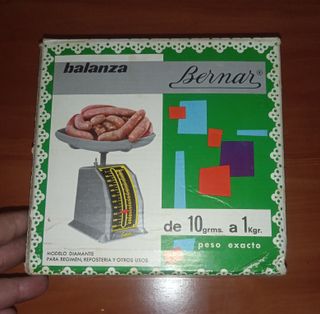 balanza
Bernar®
de 10 grms. a 1 Kgr.
peso exacto
MODELO DIAMANTE
PARA REGIMEN, REPOSTERIA Y OTROS USOS